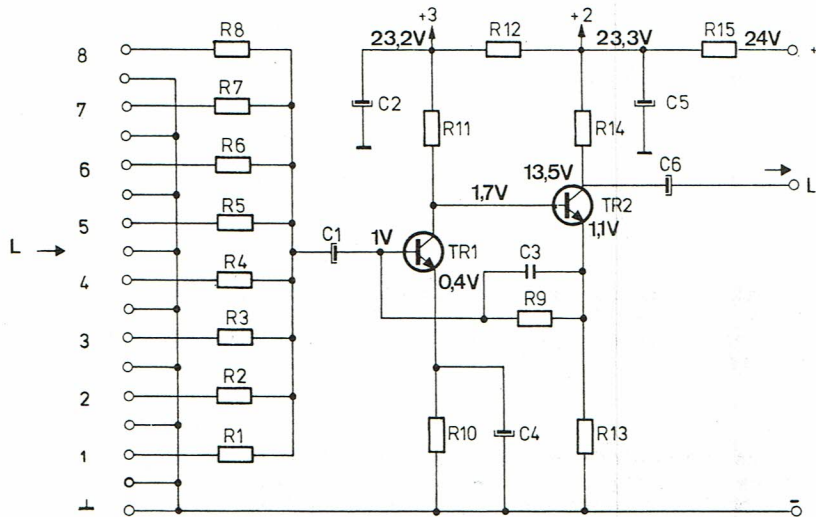 +3
+2
8
R8
23,2V
R12
23,3V
R15
24V
+
C2
C5
7
R7
R11
R14
6
R6
13,5V
C6
L
1,7V
TR2
5
R5
1,1V
L
C1
1V
TR1
C3
4
R4
0,4V
R9
3
R3
2
R2
R10
C4
R13
1
R1
-